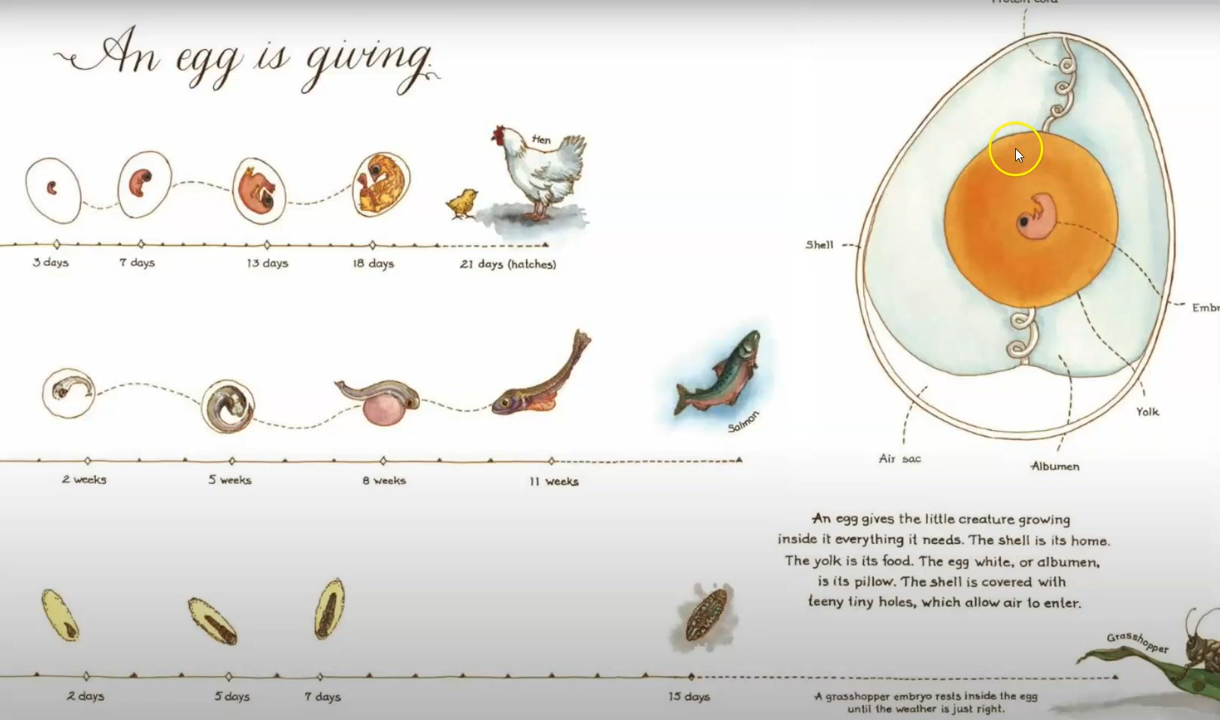 An egg is giving.
Hen
3 days
7 days
13 days
18 days
21 days (hatches)
Salmon
2 weeks
5 weeks
8 weeks
11 weeks
2 days
5 days
7 days
15 days
A grasshopper embryo rests inside the egg
until the weather is just right.
Grasshopper
Shell
Embr
Yolk
Air sac
Albumen
An egg gives the little creature growing
inside it everything it needs. The shell is its home.
The yolk is its food. The egg white, or albumen,
is its pillow. The shell is covered with
teeny tiny holes, which allow air to enter.